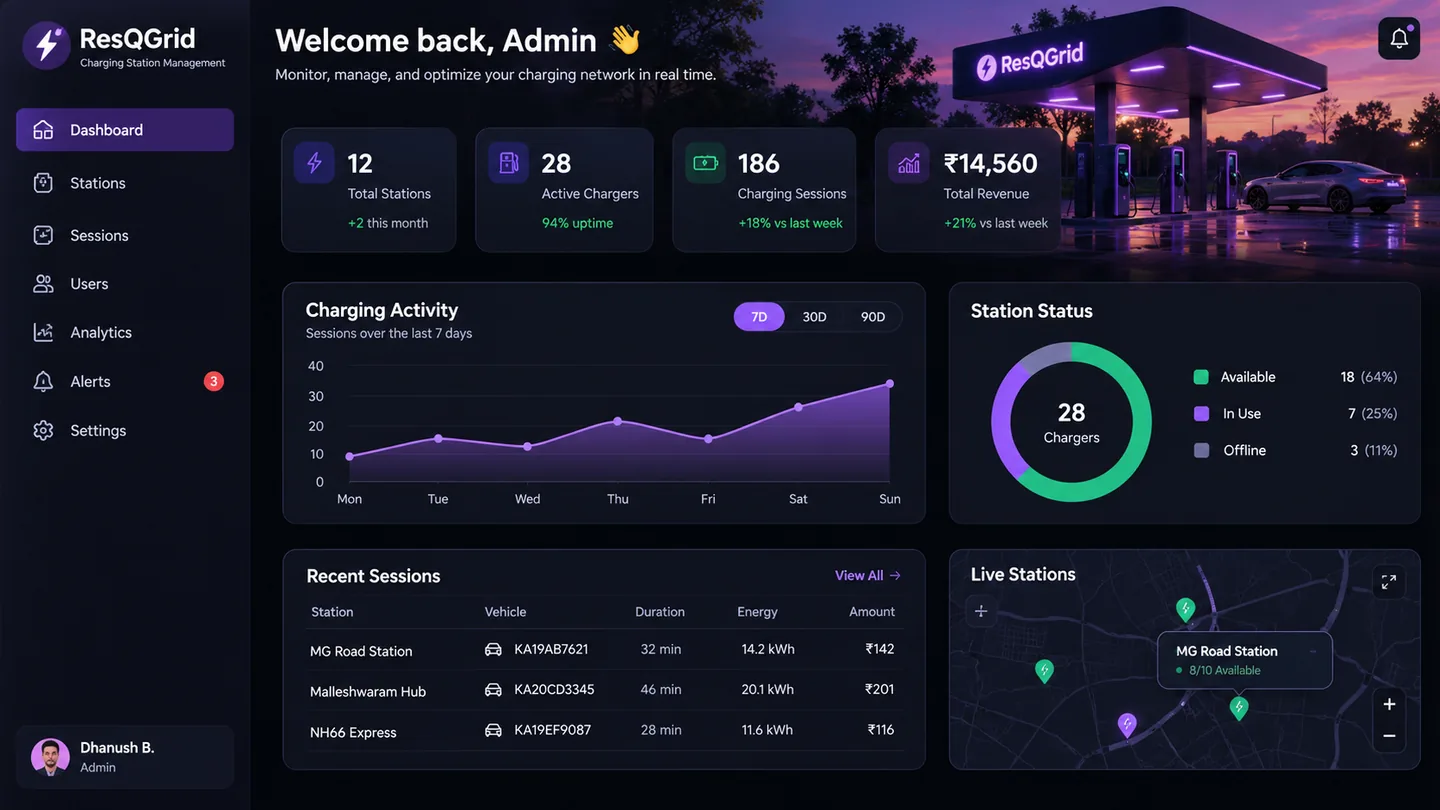 ResQGrid
Charging Station Management
Dashboard
Stations
Sessions
Users
Analytics
Alerts
3
Settings
Dhanush B.
Admin
Welcome back, Admin 👋
Monitor, manage, and optimize your charging network in real time.
ResQGrid
12
Total Stations
+2 this month
28
Active Chargers
94% uptime
186
Charging Sessions
+18% vs last week
₹14,560
Total Revenue
+21% vs last week
Charging Activity
Sessions over the last 7 days
7D 30D 90D
40
30
20
10
0
Mon Tue Wed Thu Fri Sat Sun
Station Status
28
Chargers
Available 18 (64%)
In Use 7 (25%)
Offline 3 (11%)
Recent Sessions
View All →
Station Vehicle Duration Energy Amount
MG Road Station KA19AB7621 32 min 14.2 kWh ₹142
Malleshwaram Hub KA20CD3345 46 min 20.1 kWh ₹201
NH66 Express KA19EF9087 28 min 11.6 kWh ₹116
Live Stations
MG Road Station
8/10 Available